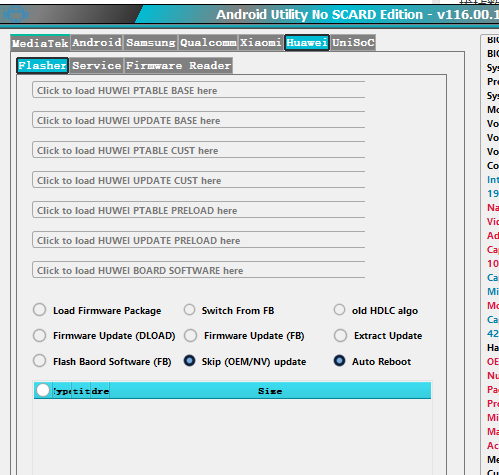 Android Utility No SCARD Edition - v116.00.1
MediaTek Android Samsung Qualcomm Xiaomi Huawei UniSoC
Flasher Service Firmware Reader
Click to load HUWEI PTABLE BASE here
Click to load HUWEI UPDATE BASE here
Click to load HUWEI PTABLE CUST here
Click to load HUWEI UPDATE CUST here
Click to load HUWEI PTABLE PRELOAD here
Click to load HUWEI UPDATE PRELOAD here
Click to load HUWEI BOARD SOFTWARE here
Load Firmware Package Switch From FB old HDLC algo
Firmware Update (DLOAD) Firmware Update (FB) Extract Update
Flash Baord Software (FB) Skip (OEM/NV) update Auto Reboot
Size
BIO
BIO
Sys
Pro
Sys
Mo
Vo
Vo
Vo
Co
Int
19
Na
Vic
Ad
Ca
10
Ca
Mi
Mo
Ca
42
Ha
OE
Nu
Pa
Pro
Mi
Ma
Ac
Me